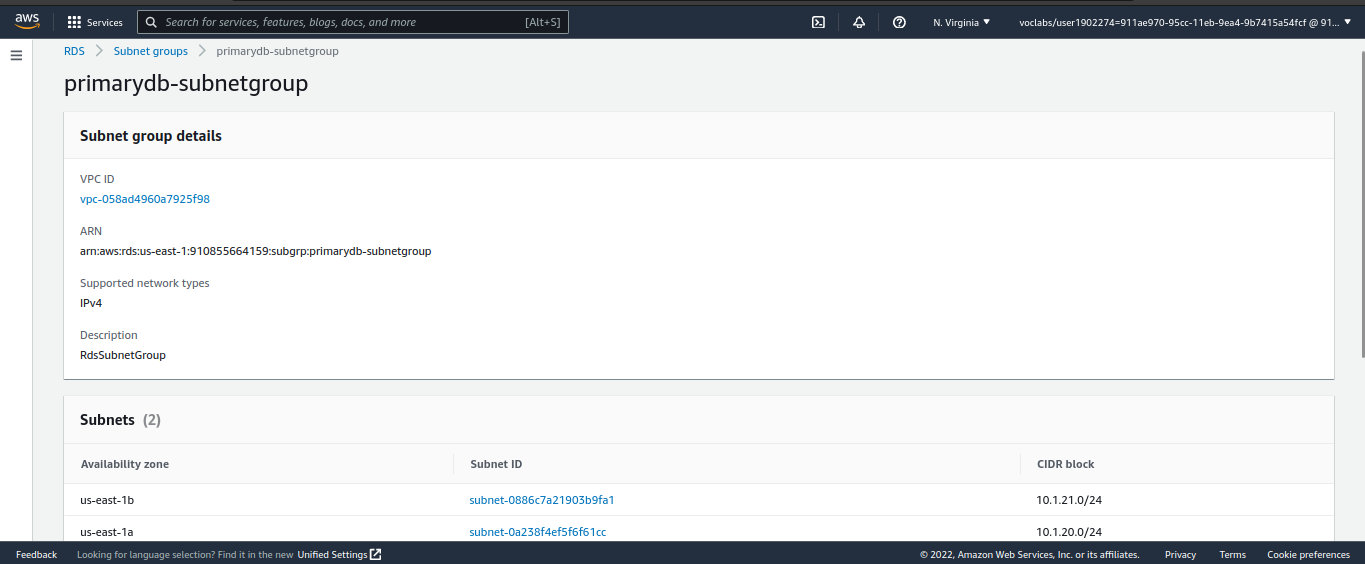 aws Services Search for services, features, blogs, docs, and more [Alt+S] N. Virginia voclabs/user1902274=911ae970-95cc-11eb-9ea4-9b7415a54fcf @ 91...
RDS Subnet groups primarydb-subnetgroup
primarydb-subnetgroup
Subnet group details
VPC ID
vpc-058ad4960a7925f98
ARN
arn:aws:rds:us-east-1:910855664159:subgrp:primarydb-subnetgroup
Supported network types
IPv4
Description
RdsSubnetGroup
Subnets (2)
Availability zone Subnet ID CIDR block
us-east-1b subnet-0886c7a21903b9fa1 10.1.21.0/24
us-east-1a subnet-0a238f4ef5f6f61cc 10.1.20.0/24
Feedback Looking for language selection? Find it in the new Unified Settings © 2022, Amazon Web Services, Inc. or its affiliates. Privacy Terms Cookie preferences